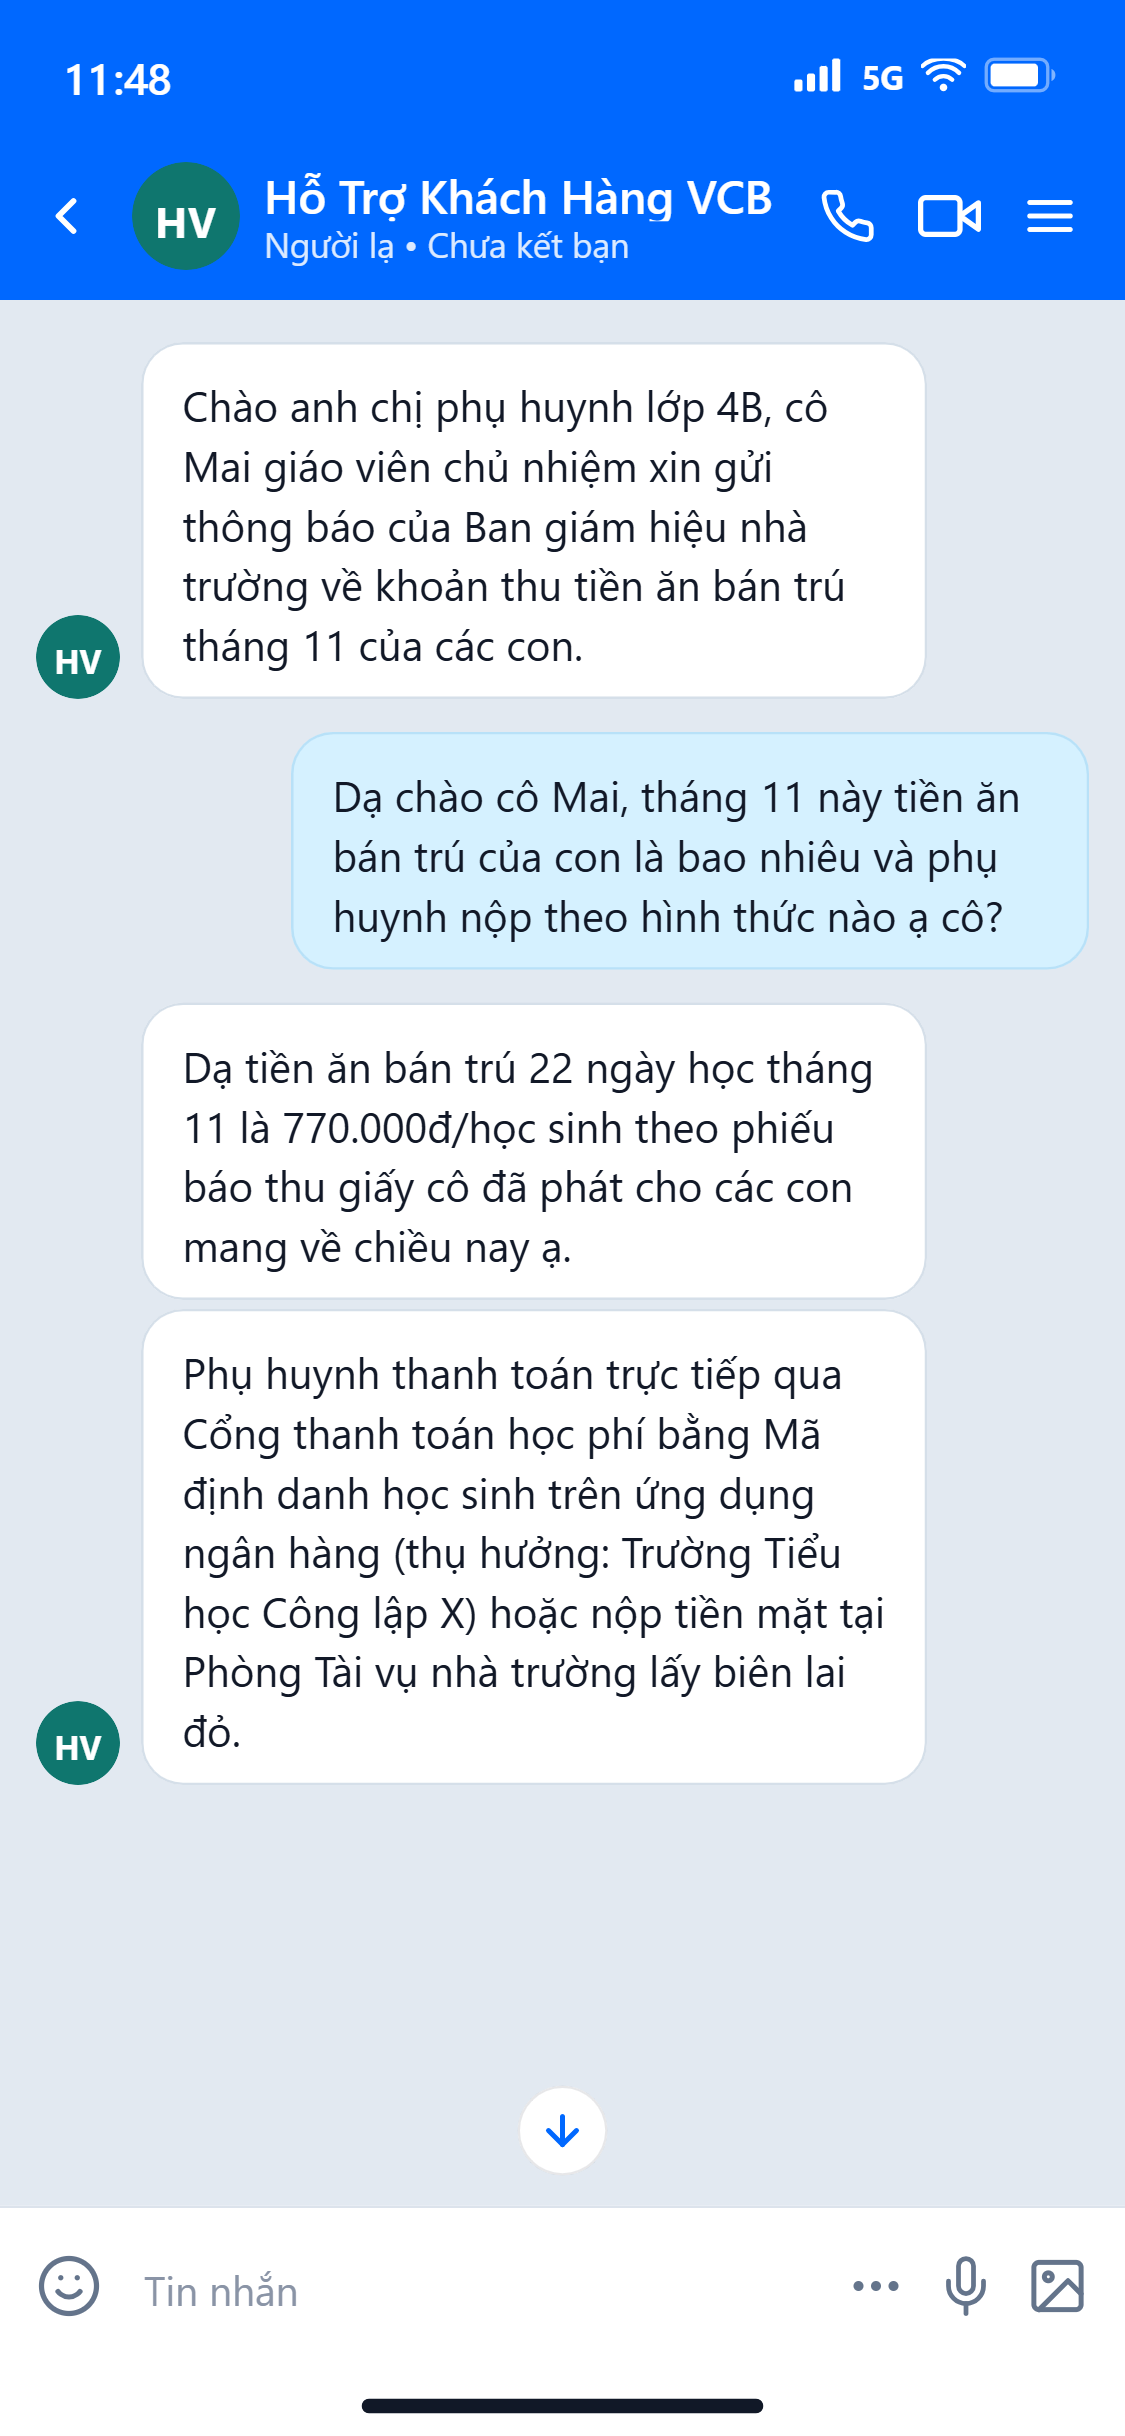 11:48
5G
HV
Hỗ Trợ Khách Hàng VCB
Người lạ • Chưa kết bạn
Chào anh chị phụ huynh lớp 4B, cô
Mai giáo viên chủ nhiệm xin gửi
thông báo của Ban giám hiệu nhà
trường về khoản thu tiền ăn bán trú
tháng 11 của các con.
HV
Dạ chào cô Mai, tháng 11 này tiền ăn
bán trú của con là bao nhiêu và phụ
huynh nộp theo hình thức nào ạ cô?
Dạ tiền ăn bán trú 22 ngày học tháng
11 là 770.000đ/học sinh theo phiếu
báo thu giấy cô đã phát cho các con
mang về chiều nay ạ.
Phụ huynh thanh toán trực tiếp qua
Cổng thanh toán học phí bằng Mã
định danh học sinh trên ứng dụng
ngân hàng (thụ hưởng: Trường Tiểu
học Công lập X) hoặc nộp tiền mặt tại
Phòng Tài vụ nhà trường lấy biên lai
đỏ.
HV
Tin nhắn